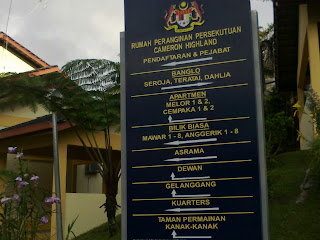 RUMAH PERANGINAN PERSEKUTUAN
CAMERON HIGHLAND
PENDAFTARAN & PEJABAT
BANGLO
SEROJA, TERATAI, DAHLIA
APARTMEN
MELOR 1 & 2,
CEMPAKA 1 & 2
BILIK BIASA
MAWAR 1 - 8, ANGGERIK 1 - 8
ASRAMA
DEWAN
GELANGGANG
KUARTERS
TAMAN PERMAINAN
KANAK-KANAK